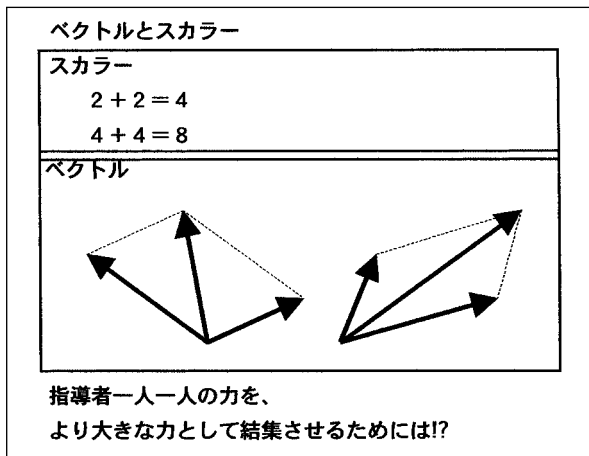 ベクトルとスカラー
スカラー
2+2=4
4+4=8
ベクトル
指導者一人一人の力を、
より大きな力として結集させるためには!?